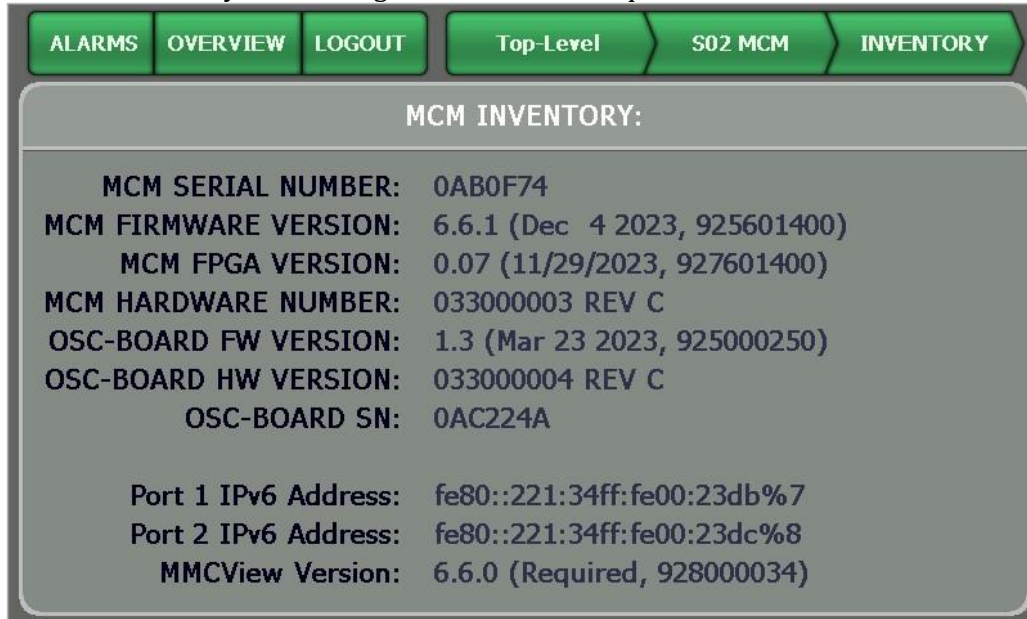 ALARMS OVERVIEW LOGOUT Top-Level S02 MCM INVENTORY
MCM INVENTORY:
MCM SERIAL NUMBER: 0AB0F74
MCM FIRMWARE VERSION: 6.6.1 (Dec  4 2023, 925601400)
MCM FPGA VERSION: 0.07 (11/29/2023, 927601400)
MCM HARDWARE NUMBER: 033000003 REV C
OSC-BOARD FW VERSION: 1.3 (Mar 23 2023, 925000250)
OSC-BOARD HW VERSION: 033000004 REV C
OSC-BOARD SN: 0AC224A
Port 1 IPv6 Address: fe80::221:34ff:fe00:23db%7
Port 2 IPv6 Address: fe80::221:34ff:fe00:23dc%8
MMCView Version: 6.6.0 (Required, 928000034)